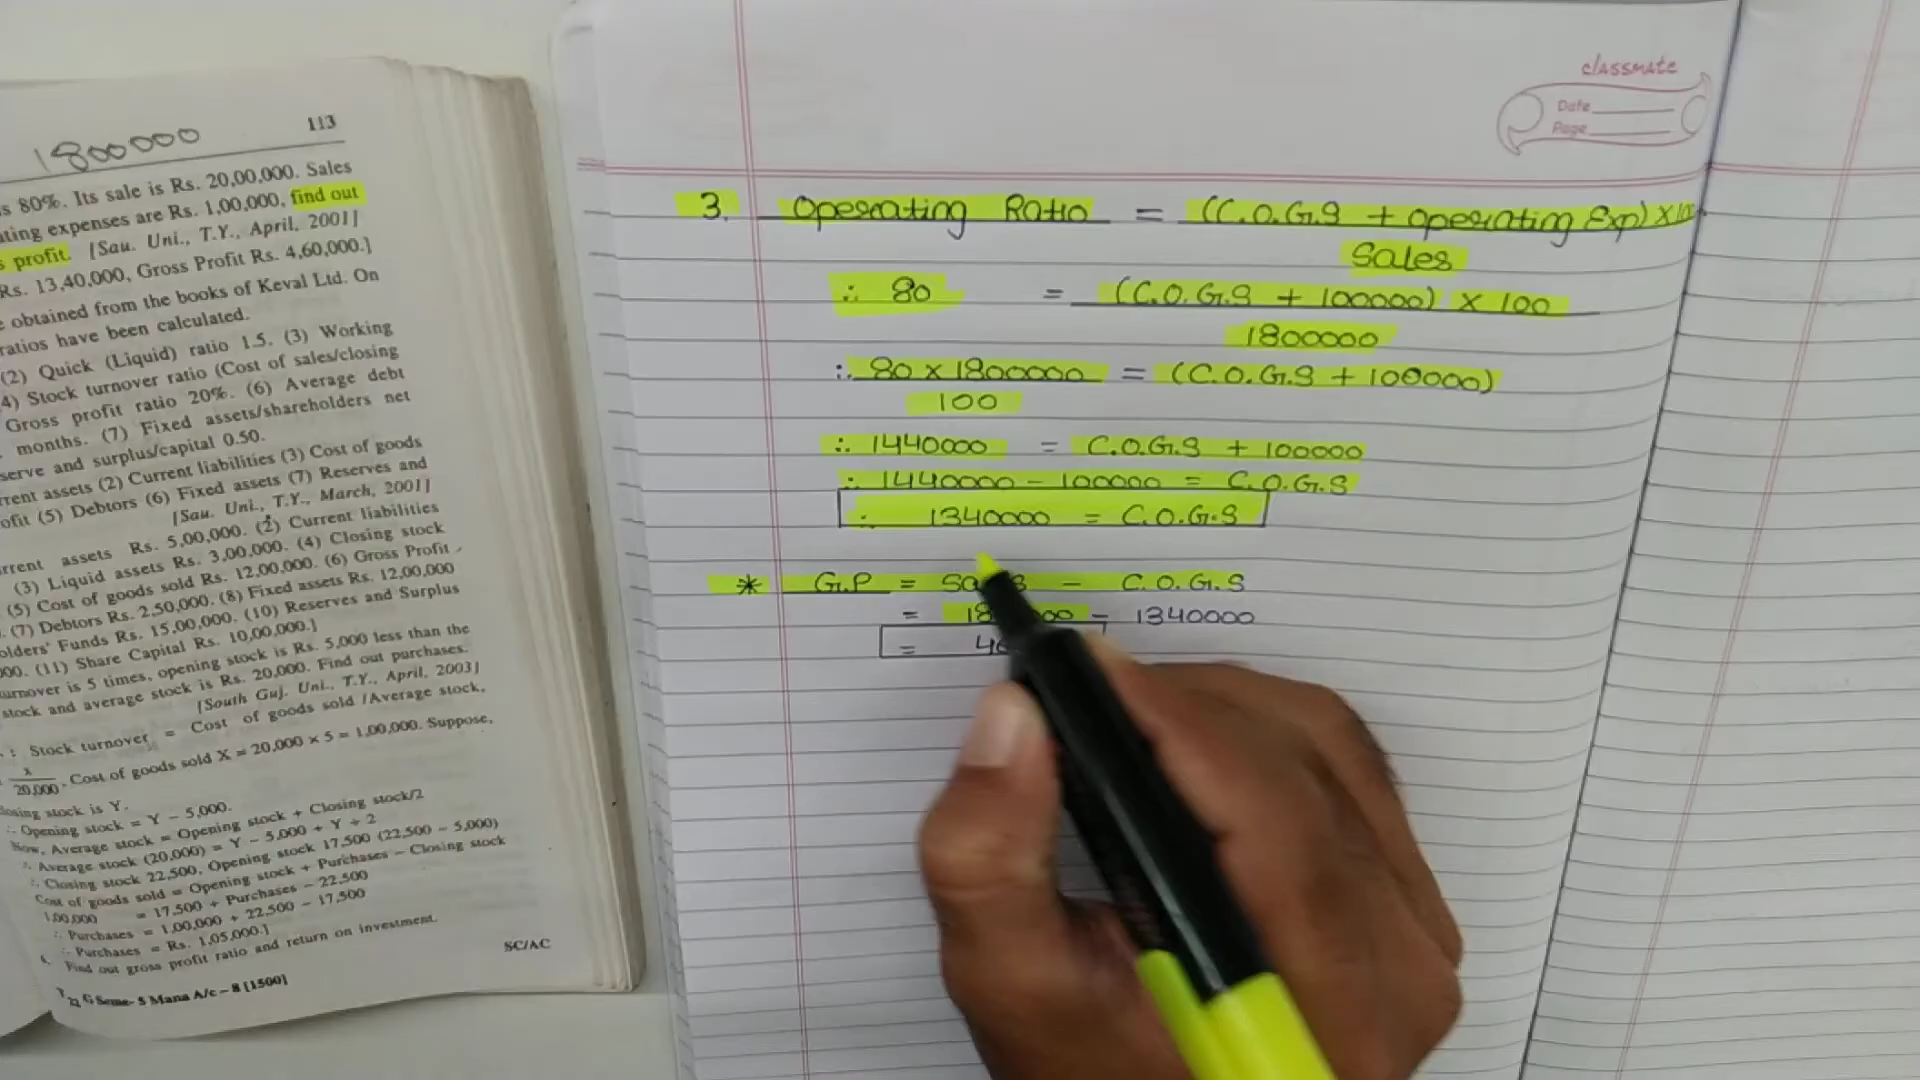 1800000
113
s 80%. Its sale is Rs. 20,00,000. Sales
ting expenses are Rs. 1,00,000, find out
s profit. [Sau. Uni., T.Y., April, 2001]
Rs. 13,40,000, Gross Profit Rs. 4,60,000.]
e obtained from the books of Keval Ltd. On
ratios have been calculated.
(2) Quick (Liquid) ratio 1.5. (3) Working
4) Stock turnover ratio (Cost of sales/closing
Gross profit ratio 20%. (6) Average debt
months. (7) Fixed assets/shareholders net
serve and surplus/capital 0.50.
rrent assets (2) Current liabilities (3) Cost of goods
ofit (5) Debtors (6) Fixed assets (7) Reserves and
[Sau. Uni., T.Y., March, 2001]
rrent assets Rs. 5,00,000. (2) Current liabilities
(3) Liquid assets Rs. 3,00,000. (4) Closing stock
(5) Cost of goods sold Rs. 12,00,000. (6) Gross Profit
. (7) Debtors Rs. 2,50,000. (8) Fixed assets Rs. 12,00,000
olders' Funds Rs. 15,00,000. (10) Reserves and Surplus
000. (11) Share Capital Rs. 10,00,000.]
urnover is 5 times, opening stock is Rs. 5,000 less than the
stock and average stock is Rs. 20,000. Find out purchases.
[South Guj. Uni., T.Y., April, 2003]
: Stock turnover = Cost of goods sold /Average stock,
x
20,000, Cost of goods sold X = 20,000 × 5 = 1,00,000. Suppose,
losing stock is Y.
∴ Opening stock = Y − 5,000.
Now, Average stock = Opening stock + Closing stock/2
∴ Average stock (20,000) = Y − 5,000 + Y ÷ 2
∴ Closing stock 22,500, Opening stock 17,500 (22,500 − 5,000)
Cost of goods sold = Opening stock + Purchases − Closing stock
1,00,000 = 17,500 + Purchases − 22,500
∴ Purchases = 1,00,000 + 22,500 − 17,500
∴ Purchases = Rs. 1,05,000.]
Find out gross profit ratio and return on investment.
SC/AC
G Seme- 5 Mana A/c – 8 [1500]
classmate
Date
Page
3. Operating Ratio = (C.O.G.S + Operating Exp) × 100
Sales
∴ 80 = (C.O.G.S + 100000) × 100
1800000
∴ 80 × 1800000 = (C.O.G.S + 100000)
100
∴ 1440000 = C.O.G.S + 100000
∴ 1440000 − 100000 = C.O.G.S
∴ 1340000 = C.O.G.S
* G.P = − C.O.G.S
= − 1340000
=